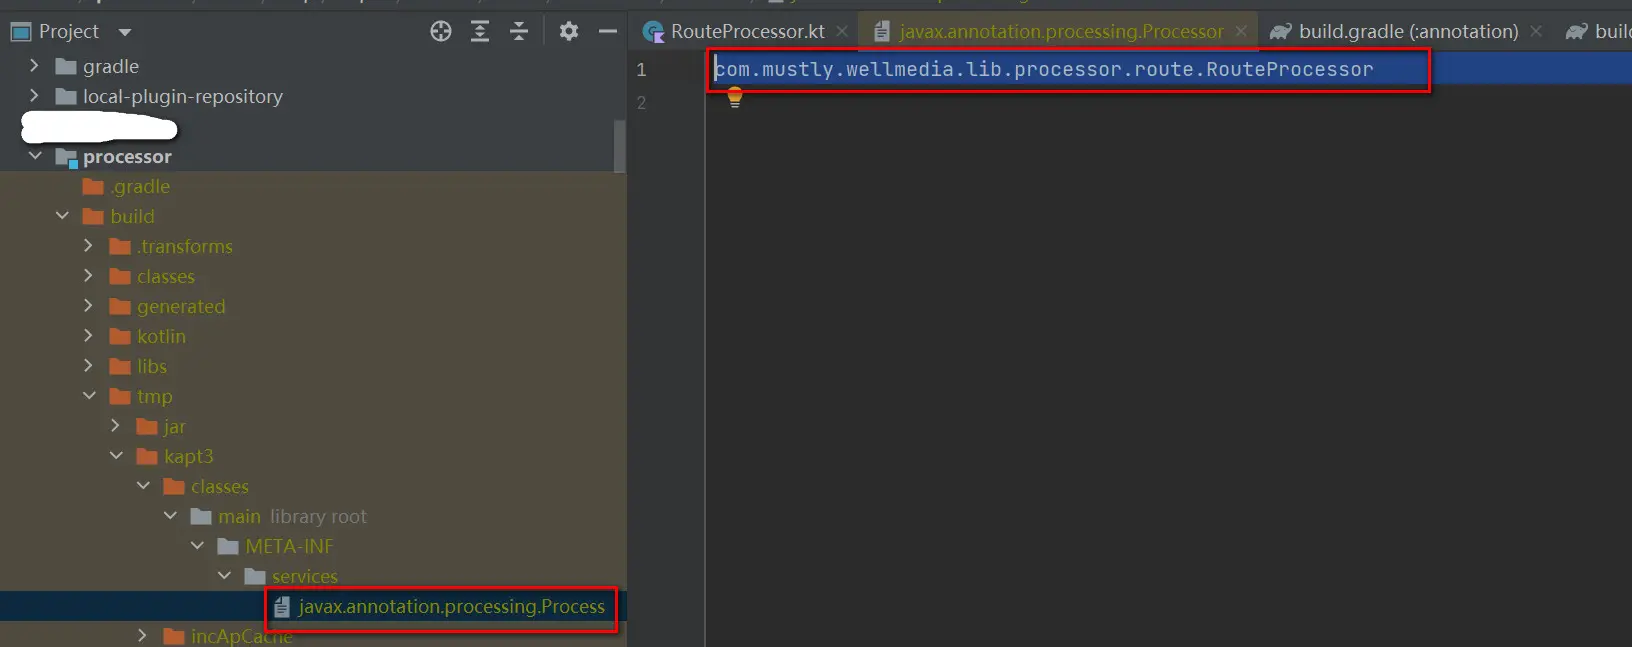 Project
RouteProcessor.kt
javax.annotation.processing.Processor
build.gradle (:annotation)
gradle
1
com.mustly.wellmedia.lib.processor.route.RouteProcessor
local-plugin-repository
2
processor
.gradle
build
.transforms
classes
generated
kotlin
libs
tmp
jar
kapt3
classes
main library root
META-INF
services
javax.annotation.processing.Process
incApCache